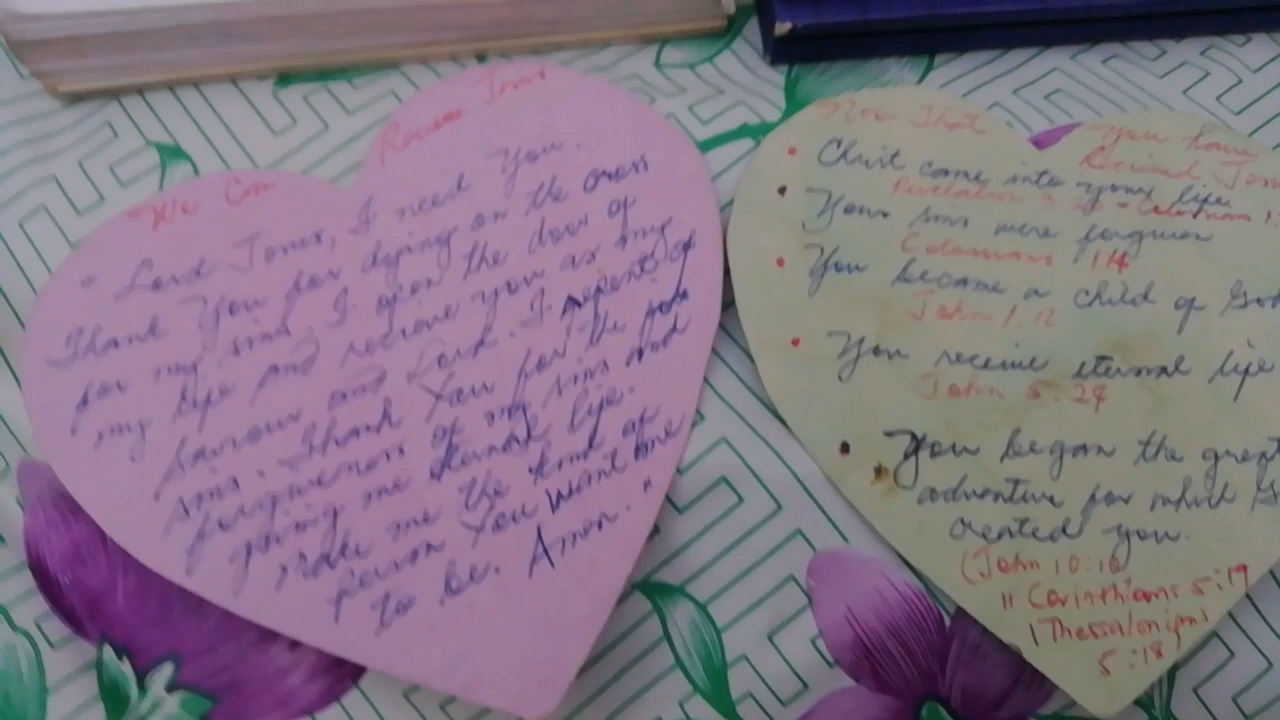 We Can
Receive Jesus
" Lord Jesus, I need You.
Thank You for dying on the cross
for my sins I open the door of
my life and receive you as my
Saviour and Lord. I repent of
sins. Thank You for the
forgiveness of my sins and
giving me eternal life.
Make me the kind of
person You want me
to be. Amen. "
Now That
you have
Received Jesus
• Christ came into your life
Revelation Colossians 1:
• Your sins were forgiven
Colossians 1:14
• You became a child of God
John 1:12
• You receive eternal life
John 5:24
• You began the great
adventure for which G
created you.
(John 10:10
II Corinthians 5:17
1 Thessalonians
5:18)